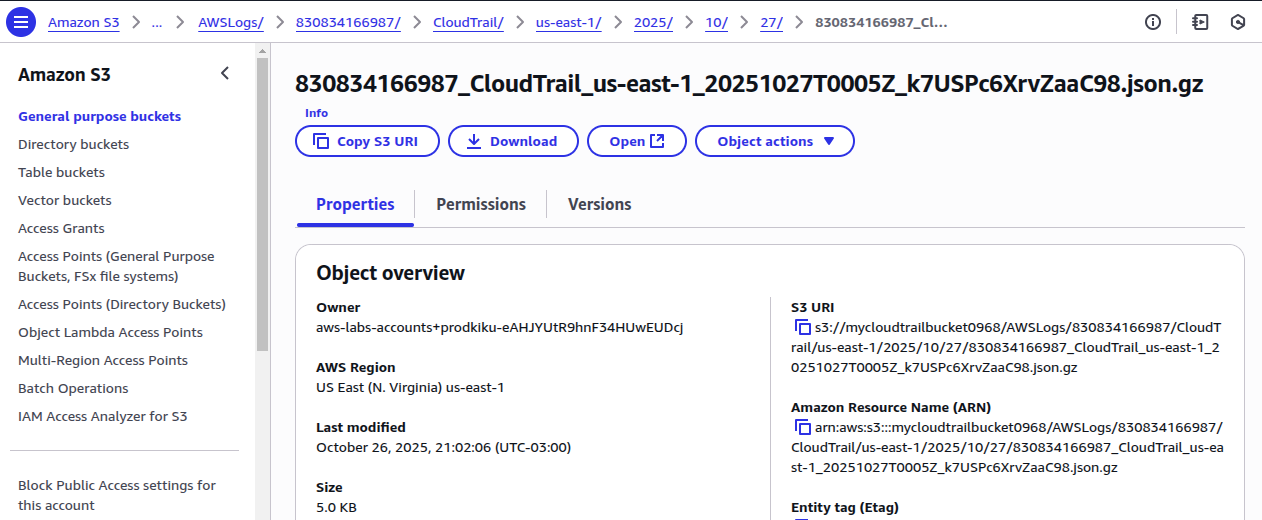 Amazon S3 > ... > AWSLogs/ > 830834166987/ > CloudTrail/ > us-east-1/ > 2025/ > 10/ > 27/ > 830834166987_Cl...
Amazon S3
General purpose buckets
Directory buckets
Table buckets
Vector buckets
Access Grants
Access Points (General Purpose
Buckets, FSx file systems)
Access Points (Directory Buckets)
Object Lambda Access Points
Multi-Region Access Points
Batch Operations
IAM Access Analyzer for S3
Block Public Access settings for
this account
830834166987_CloudTrail_us-east-1_20251027T0005Z_k7USPc6XrvZaaC98.json.gz
Info
Copy S3 URI
Download
Open
Object actions
Properties
Permissions
Versions
Object overview
Owner
aws-labs-accounts+prodkiku-eAHJYUtR9hnF34HUwEUDcj
AWS Region
US East (N. Virginia) us-east-1
Last modified
October 26, 2025, 21:02:06 (UTC-03:00)
Size
5.0 KB
S3 URI
s3://mycloudtrailbucket0968/AWSLogs/830834166987/CloudT
rail/us-east-1/2025/10/27/830834166987_CloudTrail_us-east-1_2
0251027T0005Z_k7USPc6XrvZaaC98.json.gz
Amazon Resource Name (ARN)
arn:aws:s3:::mycloudtrailbucket0968/AWSLogs/830834166987/
CloudTrail/us-east-1/2025/10/27/830834166987_CloudTrail_us-ea
st-1_20251027T0005Z_k7USPc6XrvZaaC98.json.gz
Entity tag (Etag)